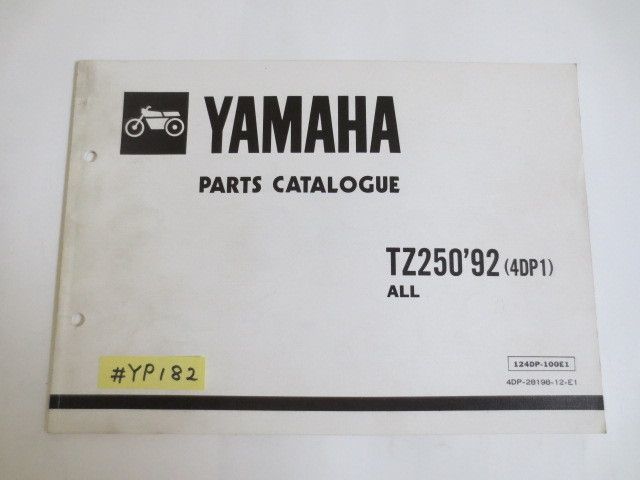 YAMAHA
PARTS CATALOGUE
TZ250'92 (4DP1)
ALL
124DP-100E1
4DP-28198-12-E1
#YP182